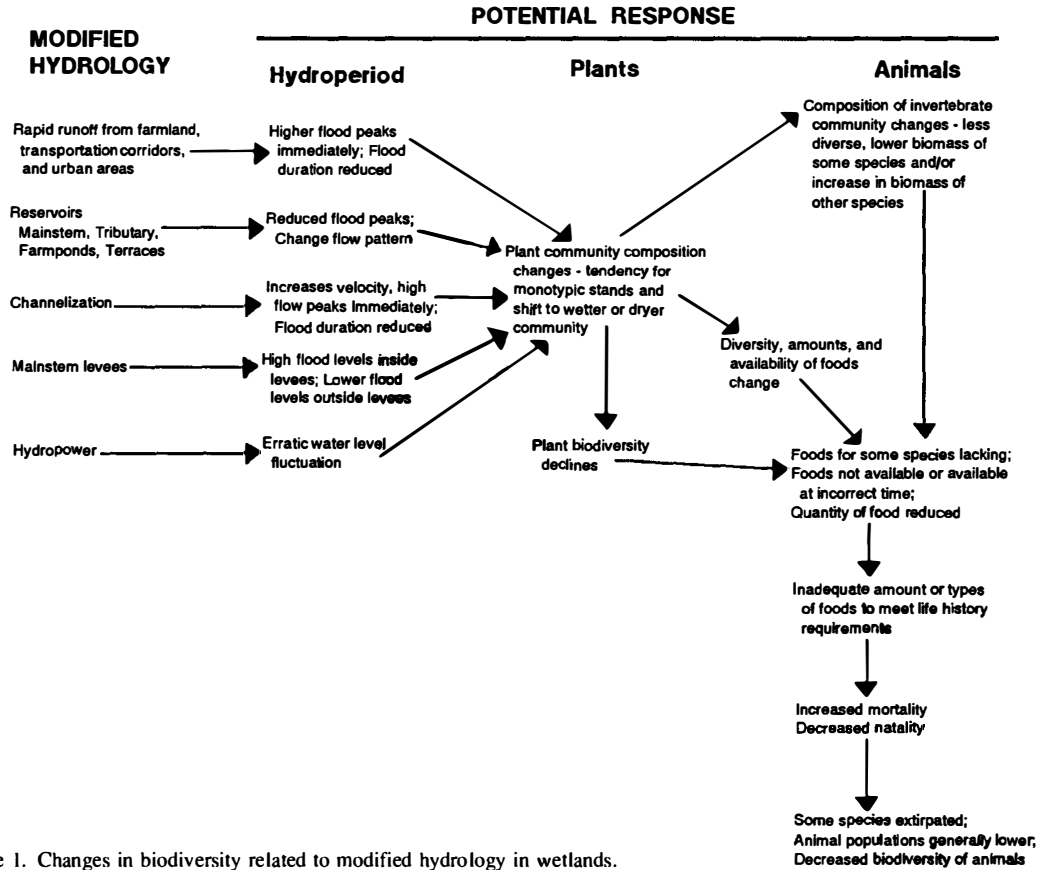 POTENTIAL RESPONSE
MODIFIED
HYDROLOGY
Hydroperiod
Plants
Animals
Rapid runoff from farmland,
transportation corridors,
and urban areas
Higher flood peaks
immediately; Flood
duration reduced
Composition of invertebrate
community changes - less
diverse, lower biomass of
some species and/or
increase in biomass of
other species
Reservoirs
Mainstem, Tributary,
Farmponds, Terraces
Reduced flood peaks;
Change flow pattern
Plant community composition
changes - tendency for
monotypic stands and
shift to wetter or dryer
community
Channelization
Increases velocity, high
flow peaks Immediately;
Flood duration reduced
Mainstem levees
High flood levels inside
levees; Lower flood
levels outside levees
Diversity, amounts, and
availability of foods
change
Hydropower
Erratic water level
fluctuation
Plant biodiversity
declines
Foods for some species lacking;
Foods not available or available
at incorrect time;
Quantity of food reduced
Inadequate amount or types
of foods to meet life history
requirements
Increased mortality
Decreased natality
Some species extirpated;
Animal populations generally lower;
Decreased biodiversity of animals
e 1. Changes in biodiversity related to modified hydrology in wetlands.